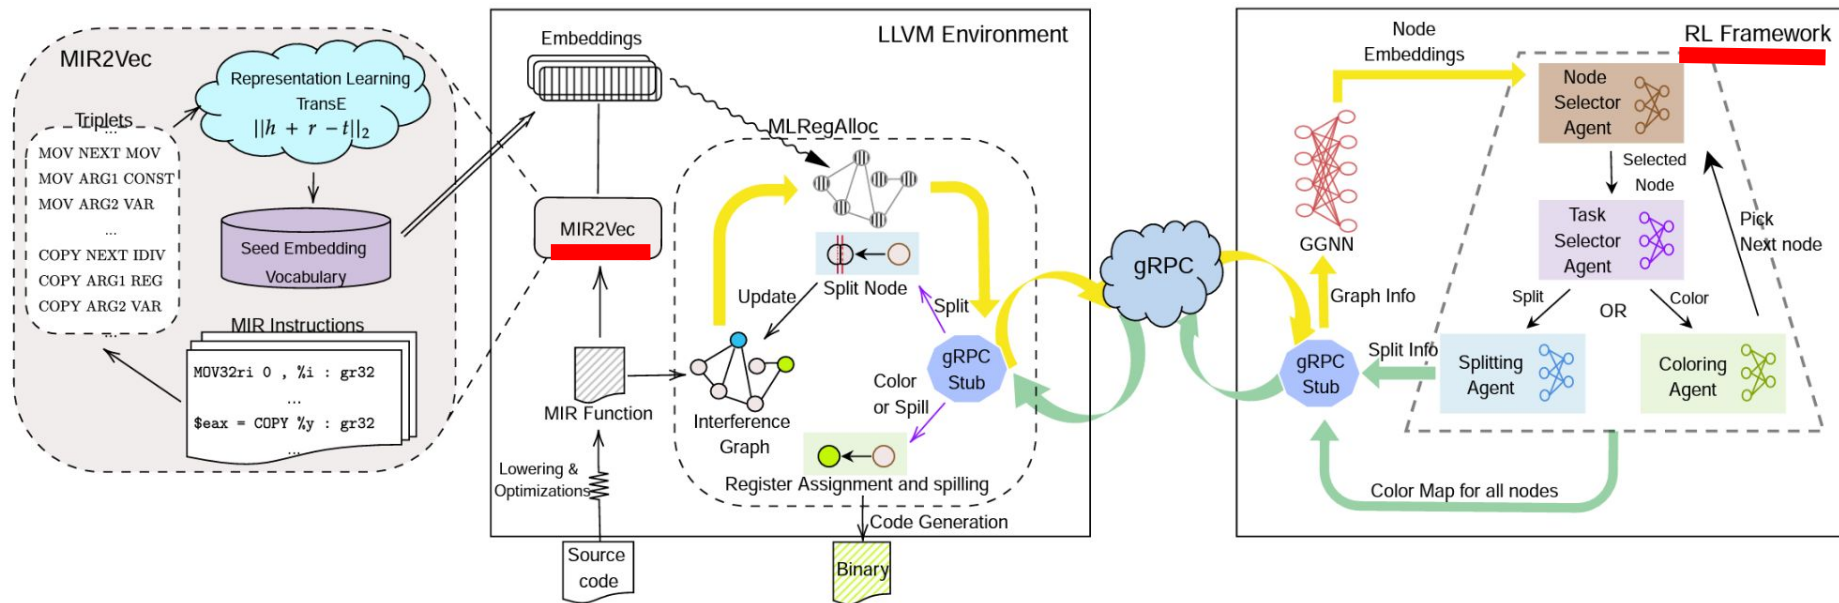 MIR2Vec
Representation Learning
TransE
||h + r − t||₂
Triplets
...
MOV NEXT MOV
MOV ARG1 CONST
MOV ARG2 VAR
...
COPY NEXT IDIV
COPY ARG1 REG
COPY ARG2 VAR
...
Seed Embedding
Vocabulary
MIR Instructions
MOV32ri 0 , %i : gr32
...
$eax = COPY %y : gr32
...
LLVM Environment
Embeddings
MIR2Vec
MIR Function
Lowering &
Optimizations
Source
code
MLRegAlloc
Split Node
Update
Split
Interference
Graph
gRPC
Stub
Color
or Spill
Register Assignment and spilling
Code Generation
Binary
gRPC
RL Framework
Node
Embeddings
GGNN
Graph Info
gRPC
Stub
Split Info
Node
Selector
Agent
Selected
Node
Task
Selector
Agent
Pick
Next node
Split
OR
Color
Splitting
Agent
Coloring
Agent
Color Map for all nodes